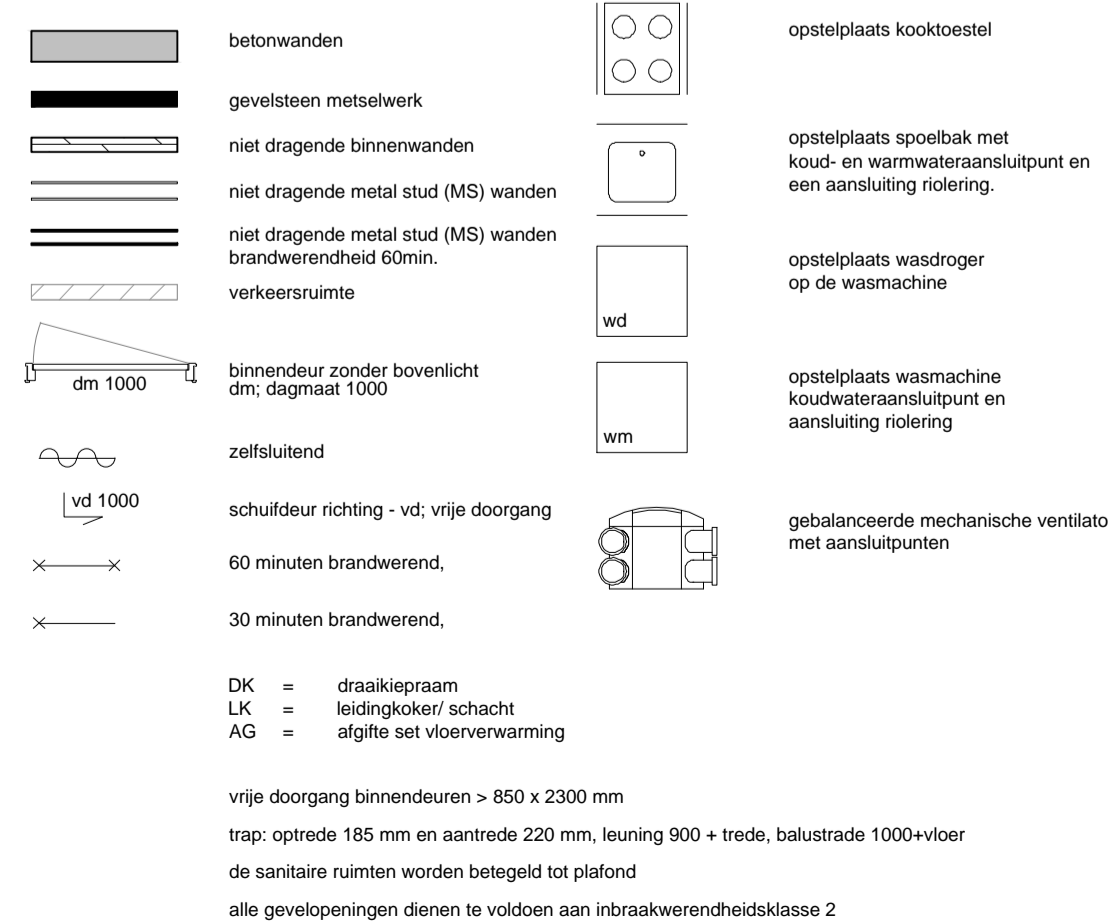 betonwanden
gevelsteen metselwerk
niet dragende binnenwanden
niet dragende metal stud (MS) wanden
niet dragende metal stud (MS) wanden
brandwerendheid 60min.
verkeersruimte
dm 1000
binnendeur zonder bovenlicht
dm; dagmaat 1000
zelfsluitend
vd 1000
schuifdeur richting - vd; vrije doorgang
60 minuten brandwerend,
30 minuten brandwerend,
opstelplaats kooktoestel
opstelplaats spoelbak met
koud- en warmwateraansluitpunt en
een aansluiting riolering.
wd
opstelplaats wasdroger
op de wasmachine
wm
opstelplaats wasmachine
koudwateraansluitpunt en
aansluiting riolering
gebalanceerde mechanische ventilato
met aansluitpunten
DK = draaikiepraam
LK = leidingkoker/ schacht
AG = afgifte set vloerverwarming
vrije doorgang binnendeuren > 850 x 2300 mm
trap: optrede 185 mm en aantrede 220 mm, leuning 900 + trede, balustrade 1000+vloer
de sanitaire ruimten worden betegeld tot plafond
alle gevelopeningen dienen te voldoen aan inbraakwerendheidsklasse 2